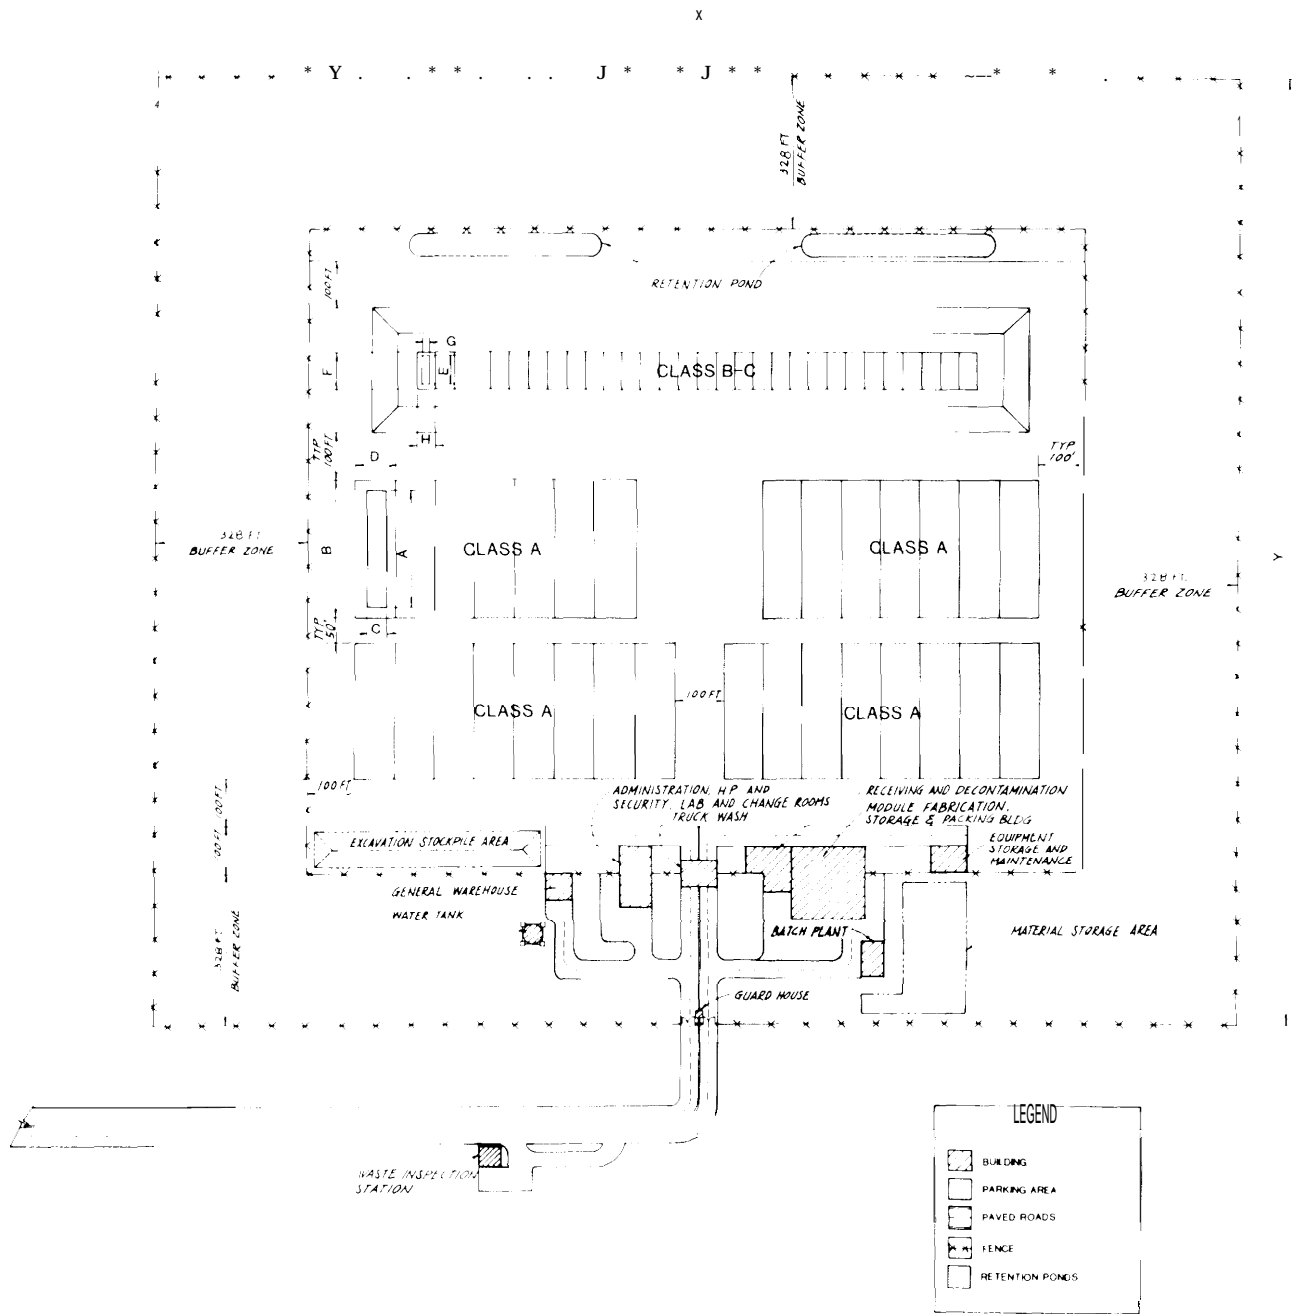 X
328 FT
BUFFER ZONE
RETENTION POND
100 FT
G
F
E
CLASS B-C
H
TYP.
100 FT.
D
TYP.
100'
B
A
CLASS A
CLASS A
328 FT.
BUFFER ZONE
Y
328 FT.
BUFFER ZONE
C
TYP.
50'
100 FT
CLASS A
CLASS A
100 FT
100 FT.
100 FT.
ADMINISTRATION, H.P. AND
SECURITY, LAB AND CHANGE ROOMS
TRUCK WASH
RECEIVING AND DECONTAMINATION
MODULE FABRICATION,
STORAGE & PACKING BLDG
EXCAVATION STOCKPILE AREA
EQUIPMENT
STORAGE AND
MAINTENANCE
GENERAL WAREHOUSE
WATER TANK
328 FT
BUFFER ZONE
BATCH PLANT
MATERIAL STORAGE AREA
GUARD HOUSE
WASTE INSPECTION
STATION
LEGEND
BUILDING
PARKING AREA
PAVED ROADS
FENCE
RETENTION PONDS